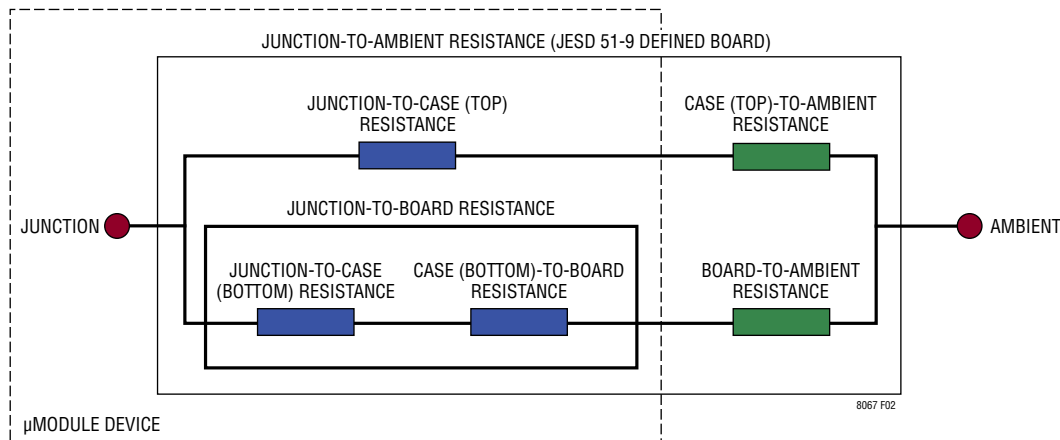 JUNCTION-TO-AMBIENT RESISTANCE (JESD 51-9 DEFINED BOARD)
JUNCTION-TO-CASE (TOP)
RESISTANCE
CASE (TOP)-TO-AMBIENT
RESISTANCE
JUNCTION-TO-BOARD RESISTANCE
JUNCTION
AMBIENT
JUNCTION-TO-CASE
(BOTTOM) RESISTANCE
CASE (BOTTOM)-TO-BOARD
RESISTANCE
BOARD-TO-AMBIENT
RESISTANCE
8067 F02
µMODULE DEVICE